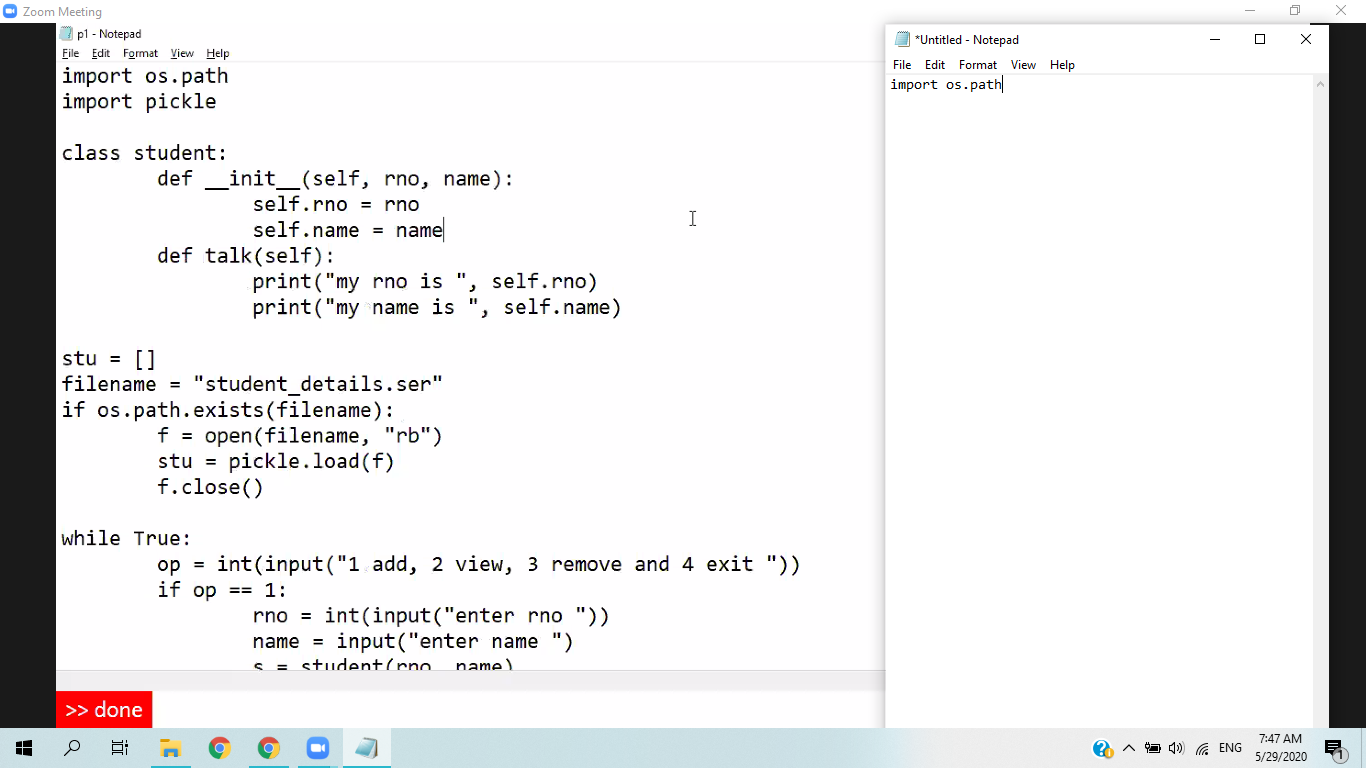 Zoom Meeting
p1 - Notepad
File Edit Format View Help
import os.path
import pickle
class student:
def __init__(self, rno, name):
self.rno = rno
self.name = name
def talk(self):
print("my rno is ", self.rno)
print("my name is ", self.name)
stu = []
filename = "student_details.ser"
if os.path.exists(filename):
f = open(filename, "rb")
stu = pickle.load(f)
f.close()
while True:
op = int(input("1 add, 2 view, 3 remove and 4 exit "))
if op == 1:
rno = int(input("enter rno "))
name = input("enter name ")
s = student(rno, name)
>> done
*Untitled - Notepad
File Edit Format View Help
import os.path
ENG
7:47 AM
5/29/2020
1